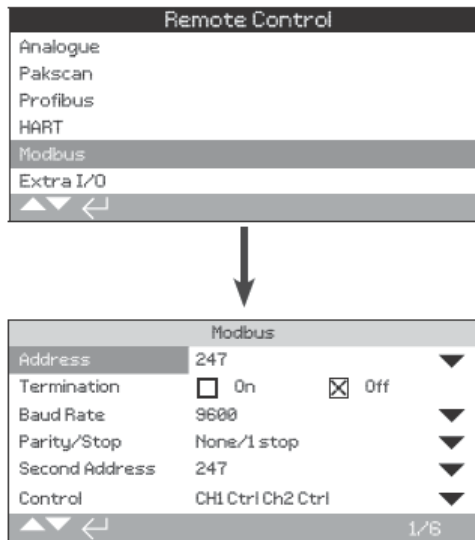 Remote Control
Analogue
Pakscan
Profibus
HART
Modbus
Extra I/O
Modbus
Address 247
Termination On Off
Baud Rate 9600
Parity/Stop None/1 stop
Second Address 247
Control CH1 Ctrl Ch2 Ctrl
1/6